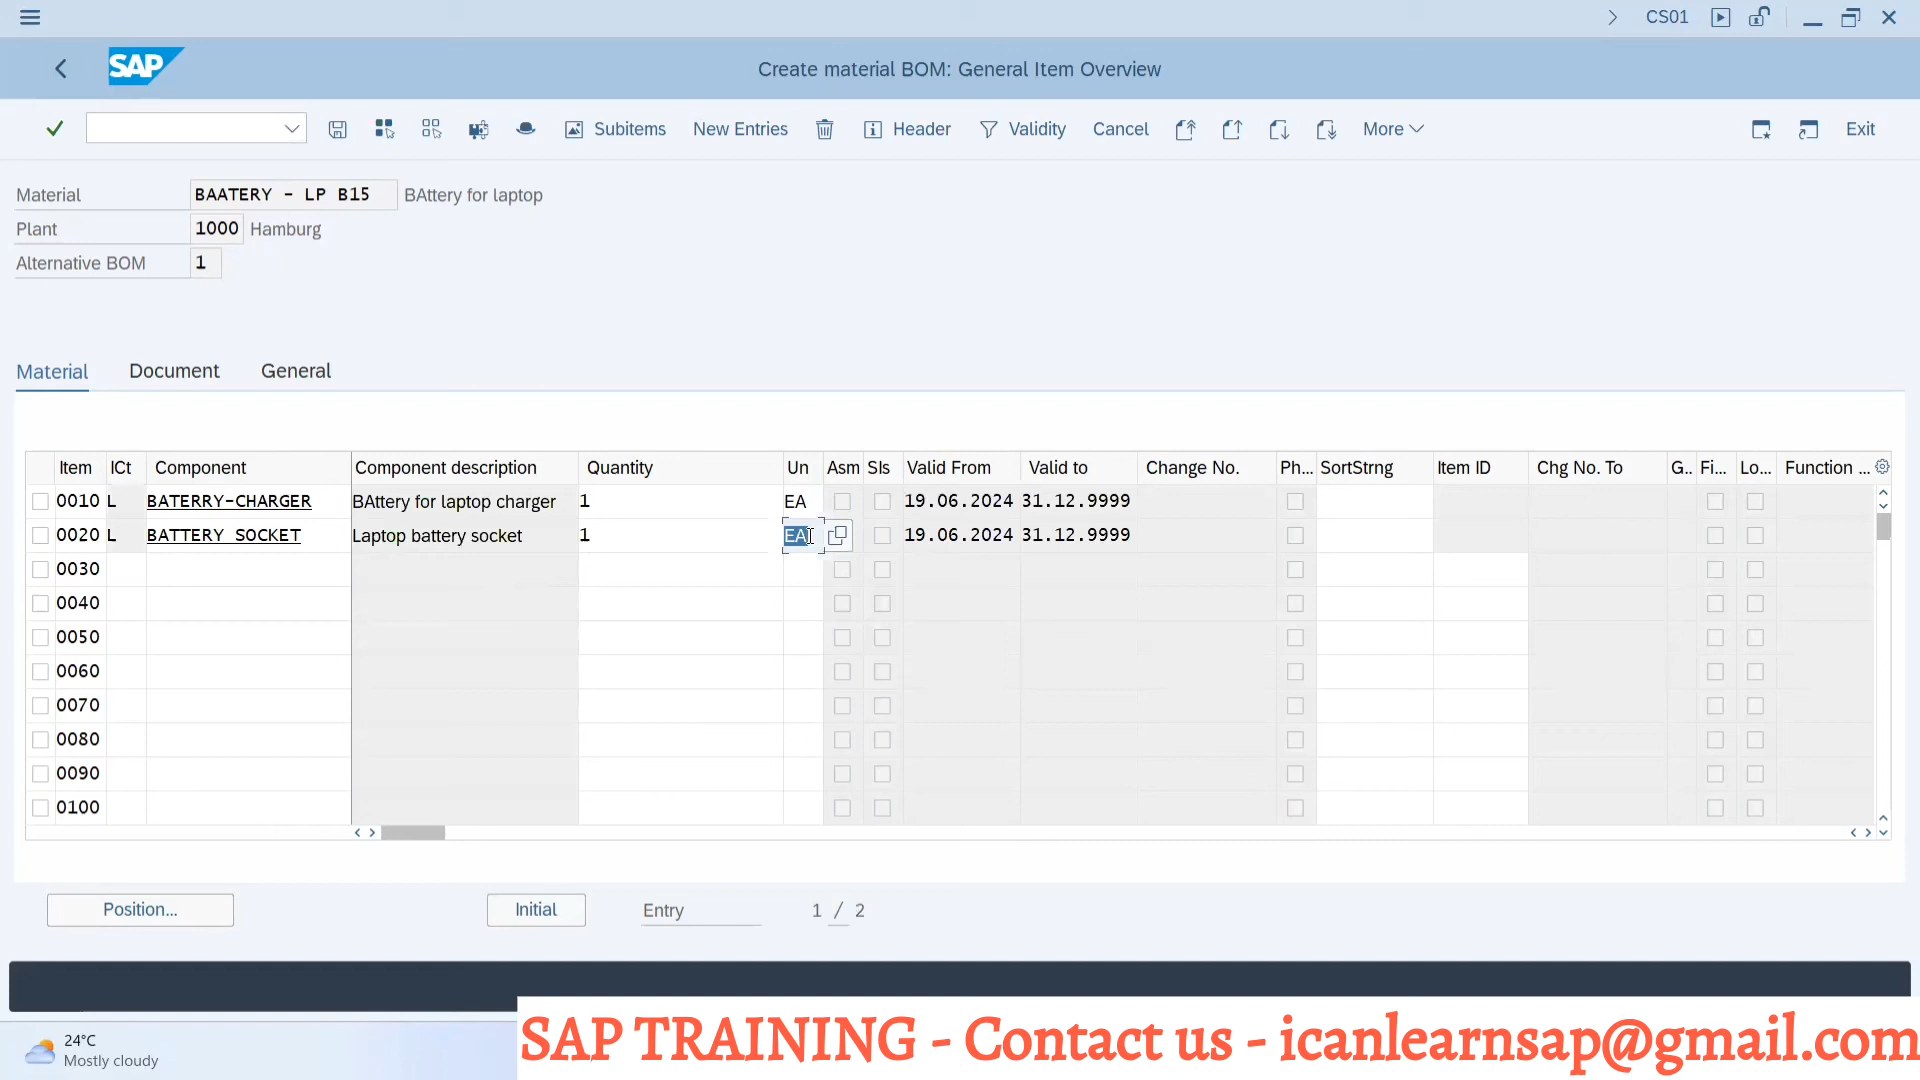 CS01
SAP
Create material BOM: General Item Overview
Subitems New Entries Header Validity Cancel More Exit
Material BAATERY - LP B15 BAttery for laptop
Plant 1000 Hamburg
Alternative BOM 1
Material Document General
Item ICt Component Component description Quantity Un Asm SIs Valid From Valid to Change No. Ph... SortStrng Item ID Chg No. To G.. Fi... Lo... Function ...
0010 L BATERRY-CHARGER BAttery for laptop charger 1 EA 19.06.2024 31.12.9999
0020 L BATTERY SOCKET Laptop battery socket 1 EA 19.06.2024 31.12.9999
0030
0040
0050
0060
0070
0080
0090
0100
Position... Initial Entry 1 / 2
SAP TRAINING - Contact us - icanlearnsap@gmail.com
24°C
Mostly cloudy